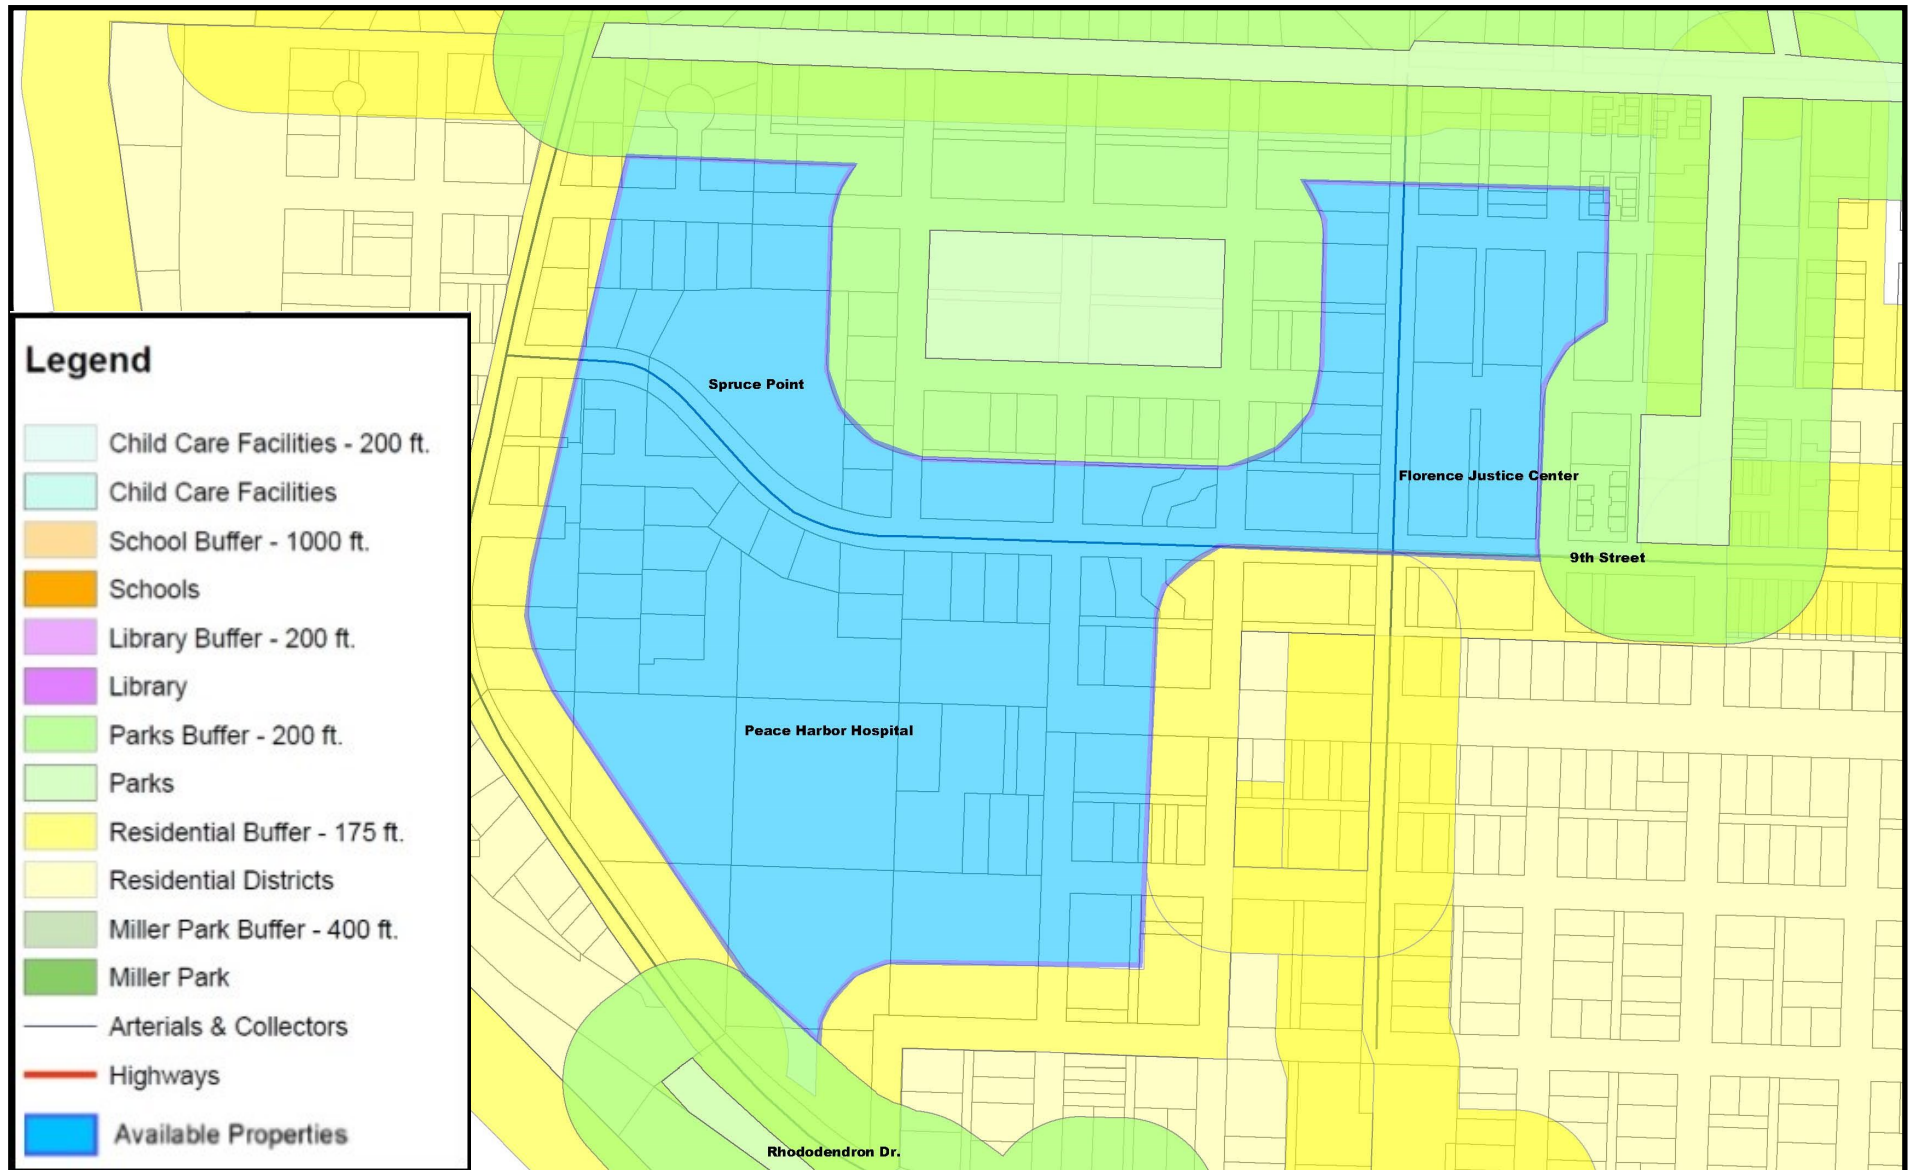 Spruce Point
Florence Justice Center
9th Street
Peace Harbor Hospital
Rhododendron Dr.
Legend
Child Care Facilities - 200 ft.
Child Care Facilities
School Buffer - 1000 ft.
Schools
Library Buffer - 200 ft.
Library
Parks Buffer - 200 ft.
Parks
Residential Buffer - 175 ft.
Residential Districts
Miller Park Buffer - 400 ft.
Miller Park
Arterials & Collectors
Highways
Available Properties